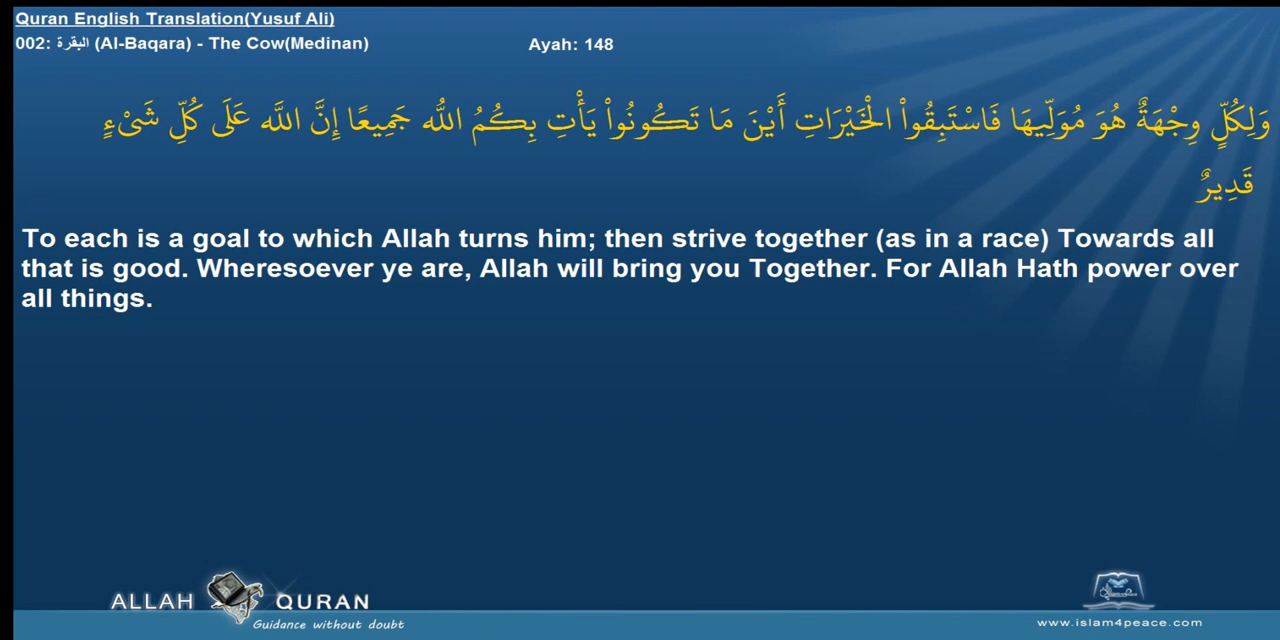 Quran English Translation(Yusuf Ali)
002: البقرة (Al-Baqara) - The Cow(Medinan) Ayah: 148
وَلِكُلٍّ وِجْهَةٌ هُوَ مُوَلِّيهَا فَاسْتَبِقُواْ الْخَيْرَاتِ أَيْنَ مَا تَكُونُواْ يَأْتِ بِكُمُ اللّهُ جَمِيعًا إِنَّ اللَّه عَلَى كُلِّ شَىْءٍ
قَدِيرٌ
To each is a goal to which Allah turns him; then strive together (as in a race) Towards all
that is good. Wheresoever ye are, Allah will bring you Together. For Allah Hath power over
all things.
ALLAH QURAN
Guidance without doubt
www.islam4peace.com